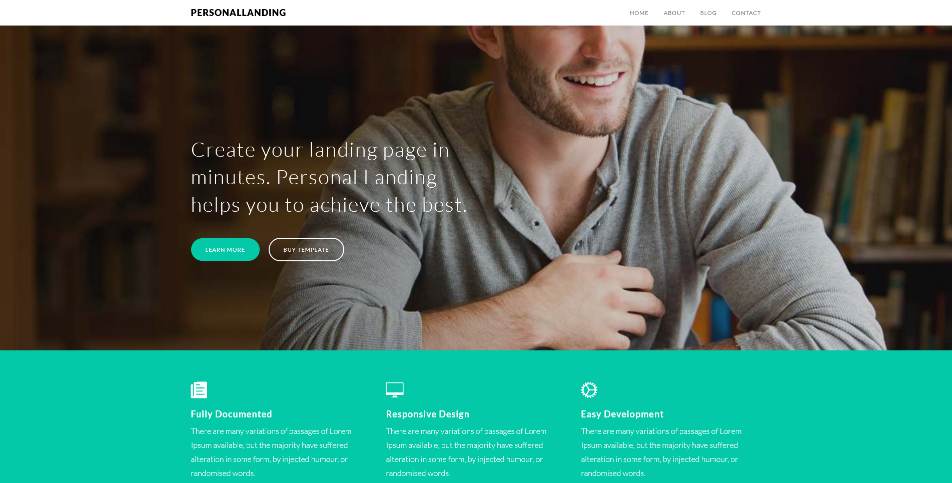 PERSONALLANDING
HOME ABOUT BLOG CONTACT
Create your landing page in
minutes. Personal Landing
helps you to achieve the best.
LEARN MORE BUY TEMPLATE
Fully Documented
There are many variations of passages of Lorem
Ipsum available, but the majority have suffered
alteration in some form, by injected humour, or
randomised words.
Responsive Design
There are many variations of passages of Lorem
Ipsum available, but the majority have suffered
alteration in some form, by injected humour, or
randomised words.
Easy Development
There are many variations of passages of Lorem
Ipsum available, but the majority have suffered
alteration in some form, by injected humour, or
randomised words.